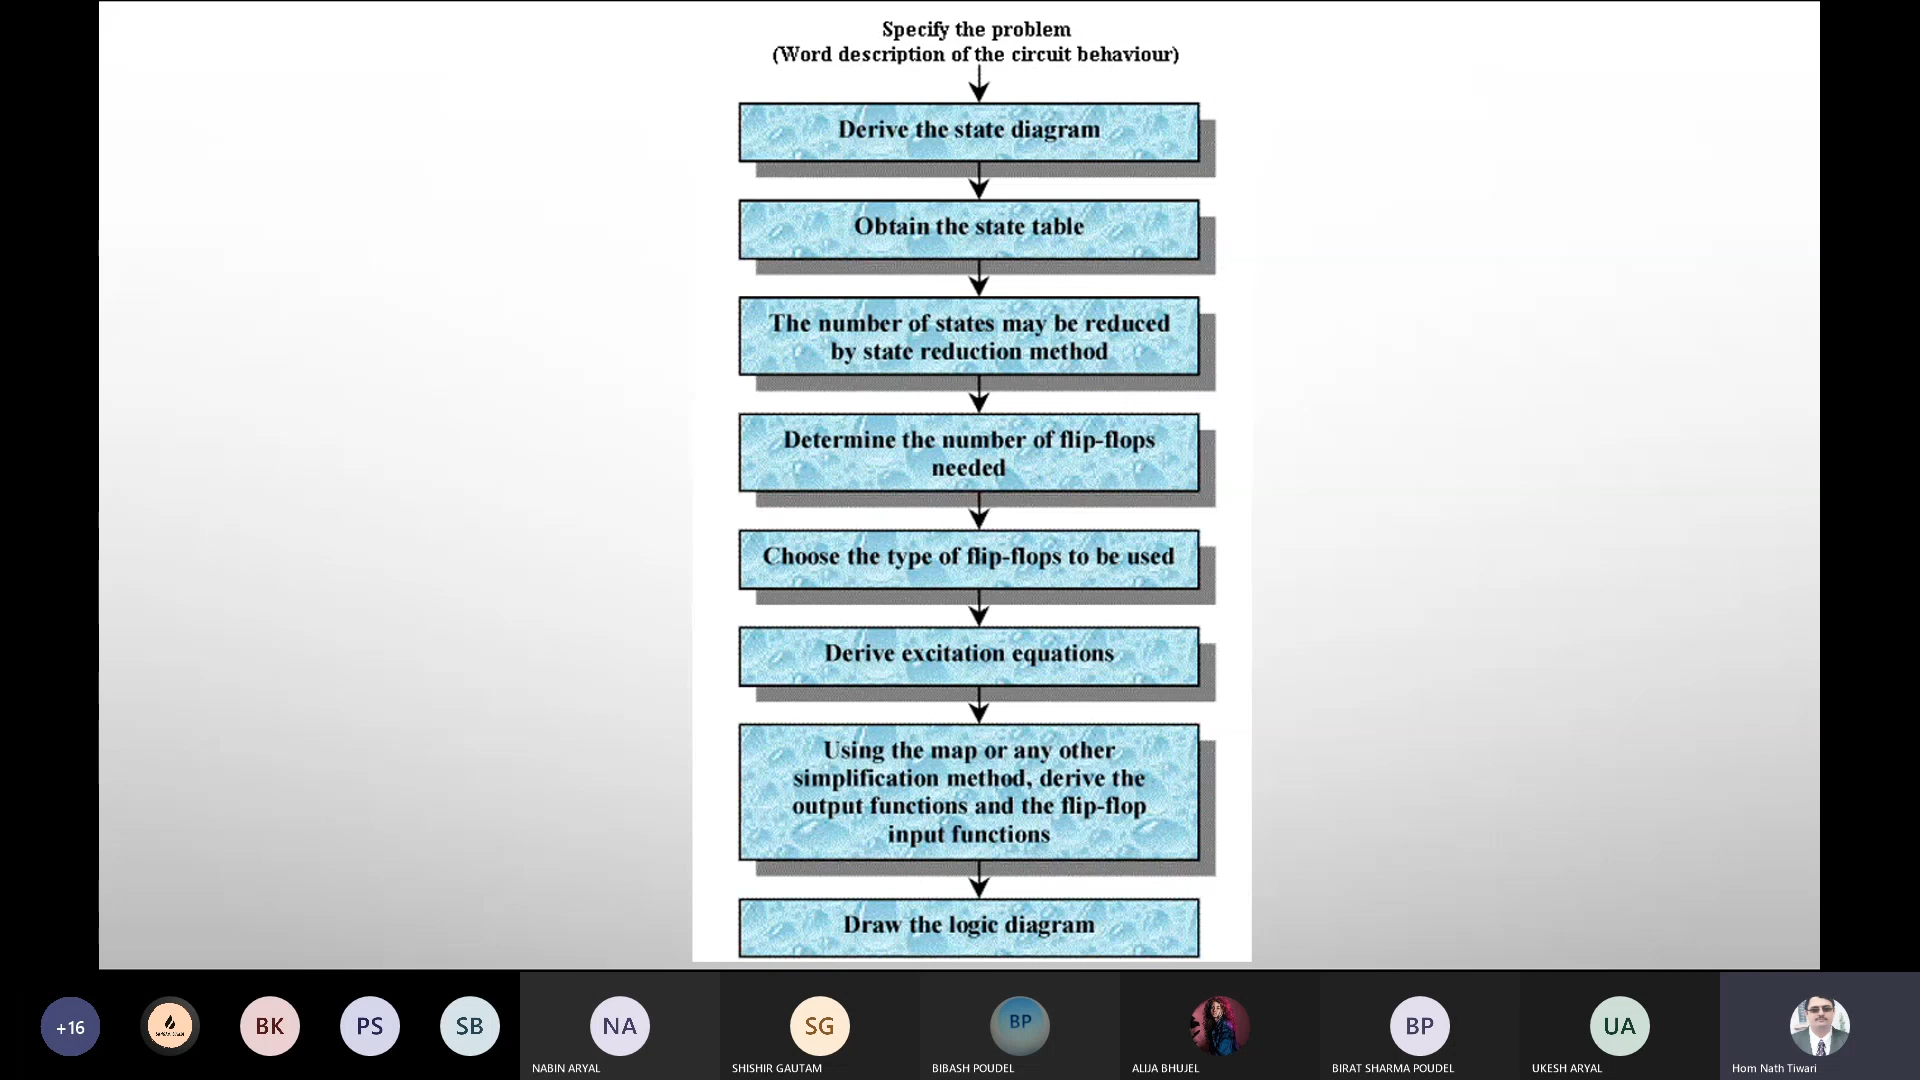 Specify the problem
(Word description of the circuit behaviour)
Derive the state diagram
Obtain the state table
The number of states may be reduced
by state reduction method
Determine the number of flip-flops
needed
Choose the type of flip-flops to be used
Derive excitation equations
Using the map or any other
simplification method, derive the
output functions and the flip-flop
input functions
Draw the logic diagram
+16
BK
PS
SB
NA
SG
BP
BP
UA
NABIN ARYAL
SHISHIR GAUTAM
BIBASH POUDEL
ALIJA BHUJEL
BIRAT SHARMA POUDEL
UKESH ARYAL
Hom Nath Tiwari